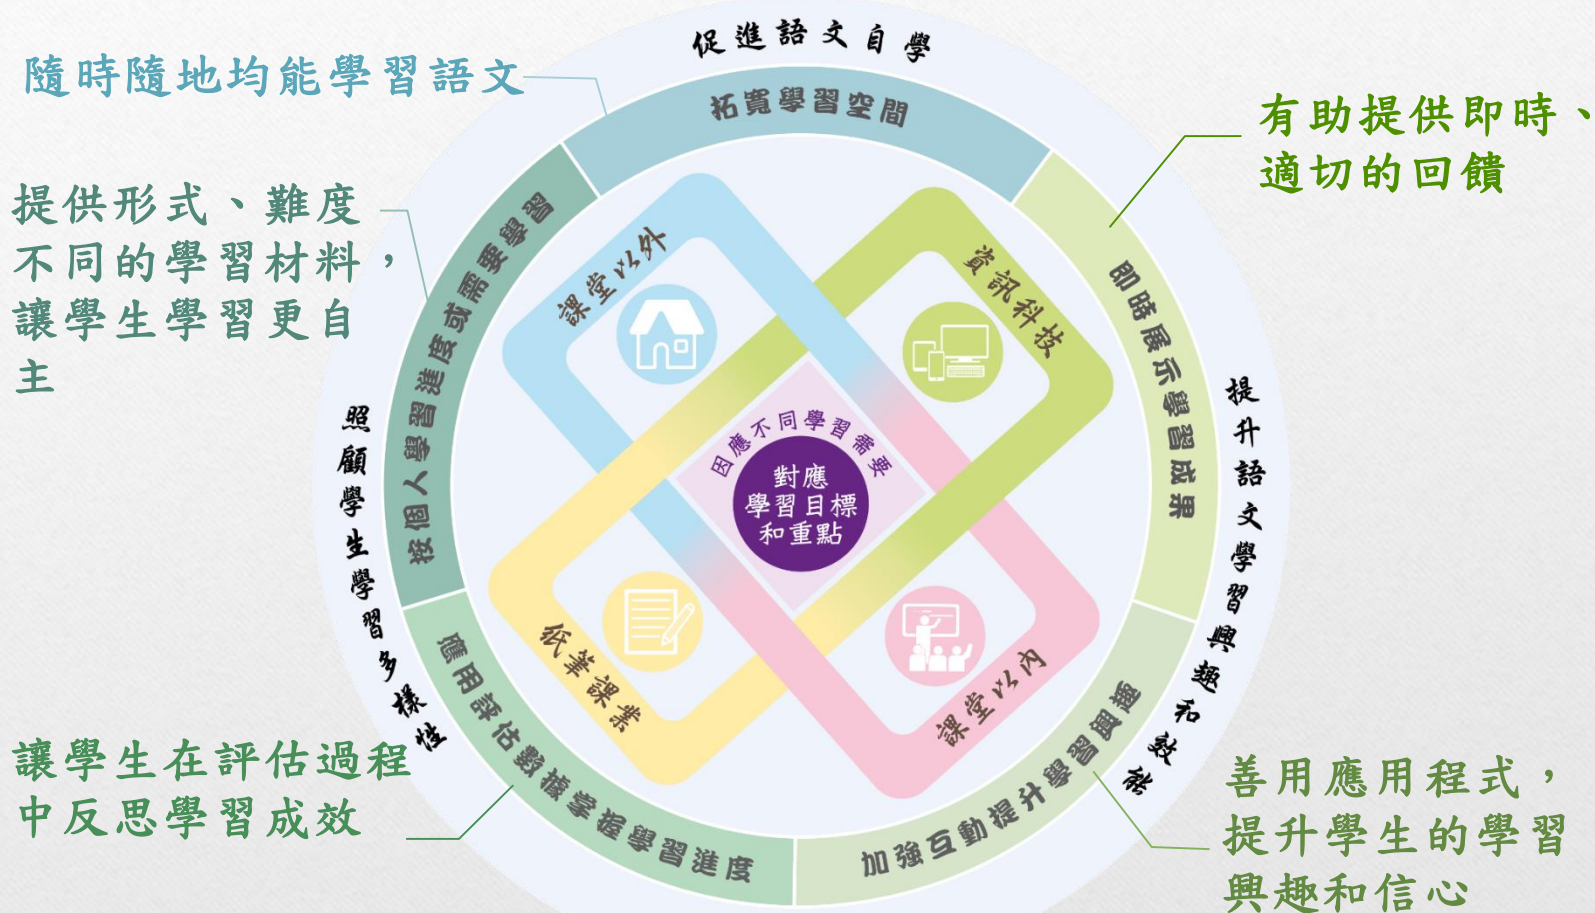 促進語文自學
隨時隨地均能學習語文
拓寬學習空間
有助提供即時、
適切的回饋
提供形式、難度
不同的學習材料，
讓學生學習更自
主
按個人學習進度或需要學習
課堂以外
資訊科技
即時展示學習成果
照顧學生學習多樣性
提升語文學習興趣和效能
因應不同學習需要
對應
學習目標
和重點
紙筆課業
課堂以內
應用評估數據掌握學習進度
加強互動提升學習興趣
讓學生在評估過程
中反思學習成效
善用應用程式，
提升學生的學習
興趣和信心